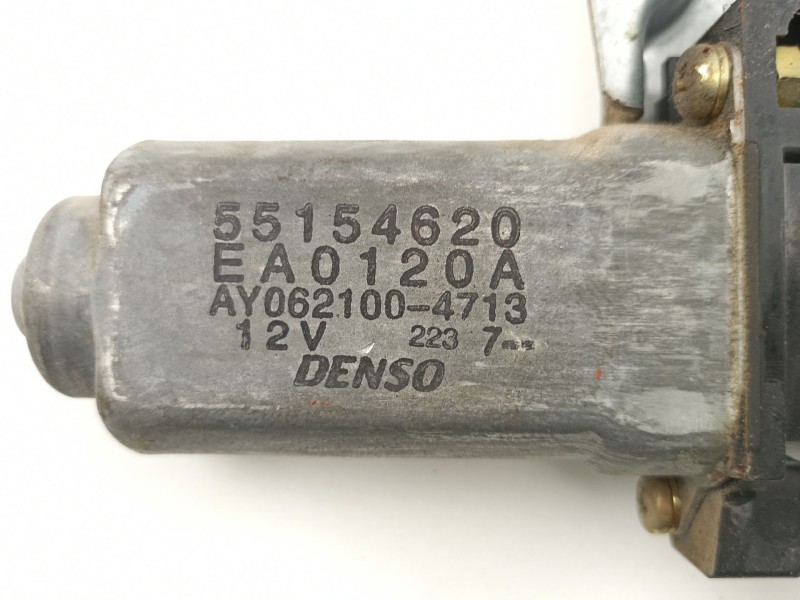 55154620
EA0120A
AY062100-4713
12V 223 7
DENSO